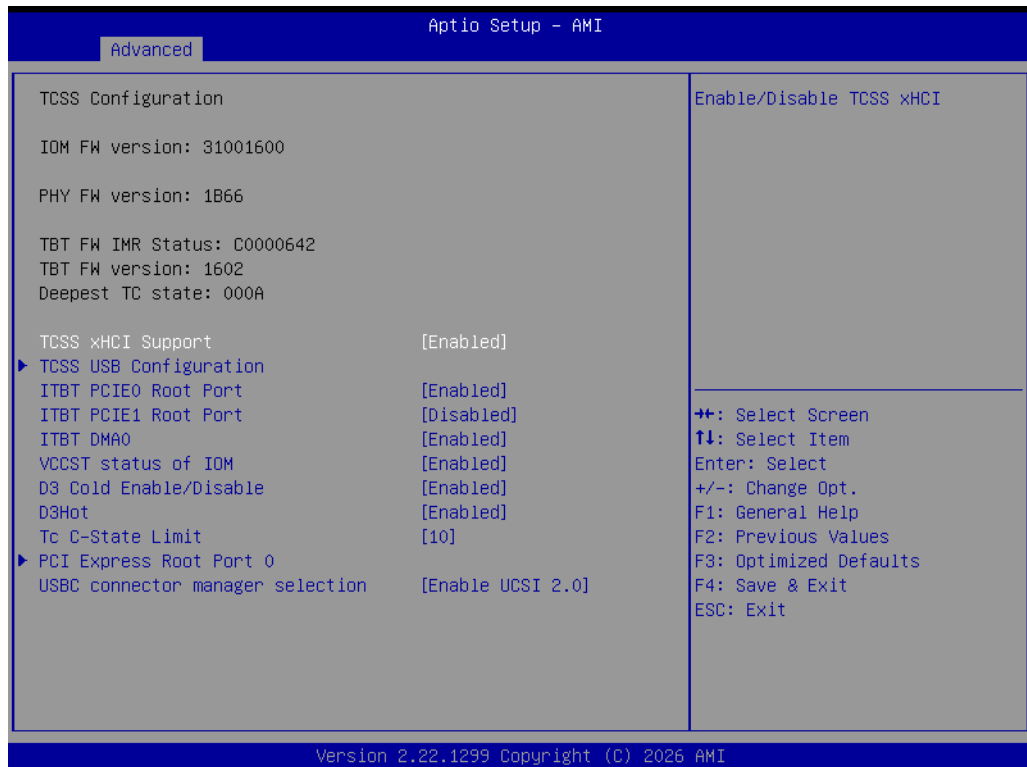 Aptio Setup – AMI
Advanced
TCSS Configuration
IOM FW version: 31001600
PHY FW version: 1B66
TBT FW IMR Status: C0000642
TBT FW version: 1602
Deepest TC state: 000A
TCSS xHCI Support [Enabled]
TCSS USB Configuration
ITBT PCIE0 Root Port [Enabled]
ITBT PCIE1 Root Port [Disabled]
ITBT DMA0 [Enabled]
VCCST status of IOM [Enabled]
D3 Cold Enable/Disable [Enabled]
D3Hot [Enabled]
Tc C-State Limit [10]
PCI Express Root Port 0
USBC connector manager selection [Enable UCSI 2.0]
Enable/Disable TCSS xHCI
→←: Select Screen
↑↓: Select Item
Enter: Select
+/-: Change Opt.
F1: General Help
F2: Previous Values
F3: Optimized Defaults
F4: Save & Exit
ESC: Exit
Version 2.22.1299 Copyright (C) 2026 AMI